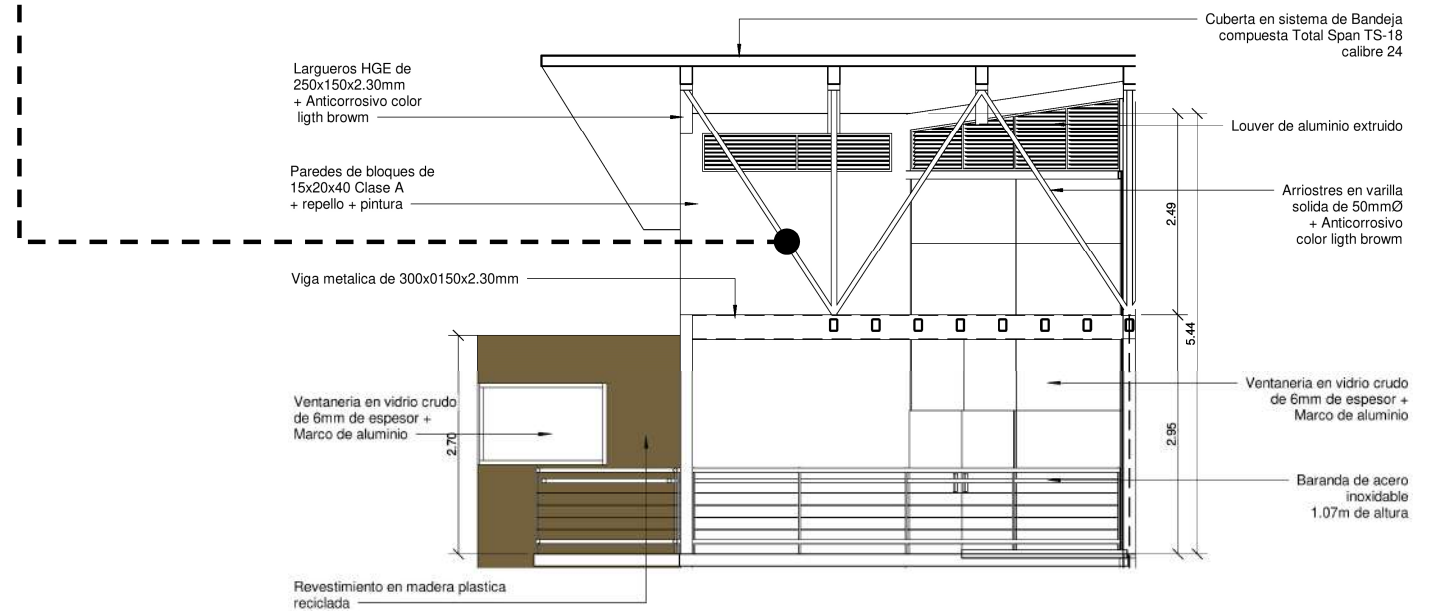 Cuberta en sistema de Bandeja
compuesta Total Span TS-18
calibre 24
Largueros HGE de
250x150x2.30mm
+ Anticorrosivo color
ligth browm
Louver de aluminio extruido
Paredes de bloques de
15x20x40 Clase A
+ repello + pintura
Arriostres en varilla
solida de 50mmØ
+ Anticorrosivo
color ligth browm
2.49
Viga metalica de 300x0150x2.30mm
5.44
Ventaneria en vidrio crudo
de 6mm de espesor +
Marco de aluminio
2.70
Ventaneria en vidrio crudo
de 6mm de espesor +
Marco de aluminio
2.95
Baranda de acero
inoxidable
1.07m de altura
Revestimiento en madera plastica
reciclada